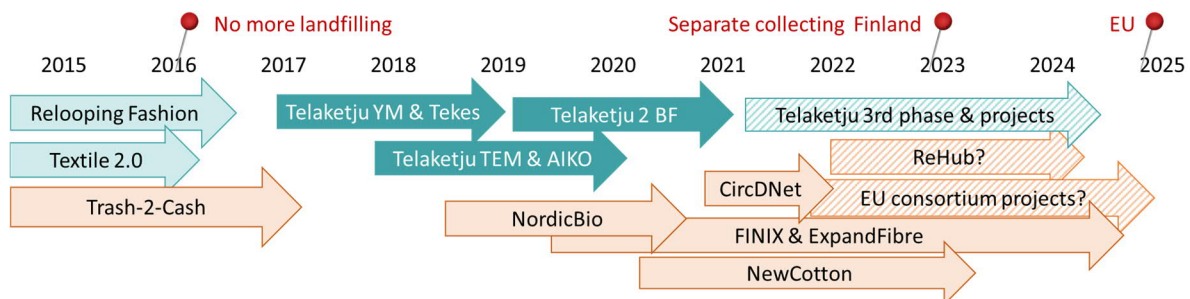 No more landfilling
Separate collecting Finland
EU
2015 2016 2017 2018 2019 2020 2021 2022 2023 2024 2025
Relooping Fashion
Telaketju YM & Tekes
Telaketju 2 BF
Telaketju 3rd phase & projects
Textile 2.0
Telaketju TEM & AIKO
ReHub?
CircDNet
EU consortium projects?
Trash-2-Cash
NordicBio
FINIX & ExpandFibre
NewCotton